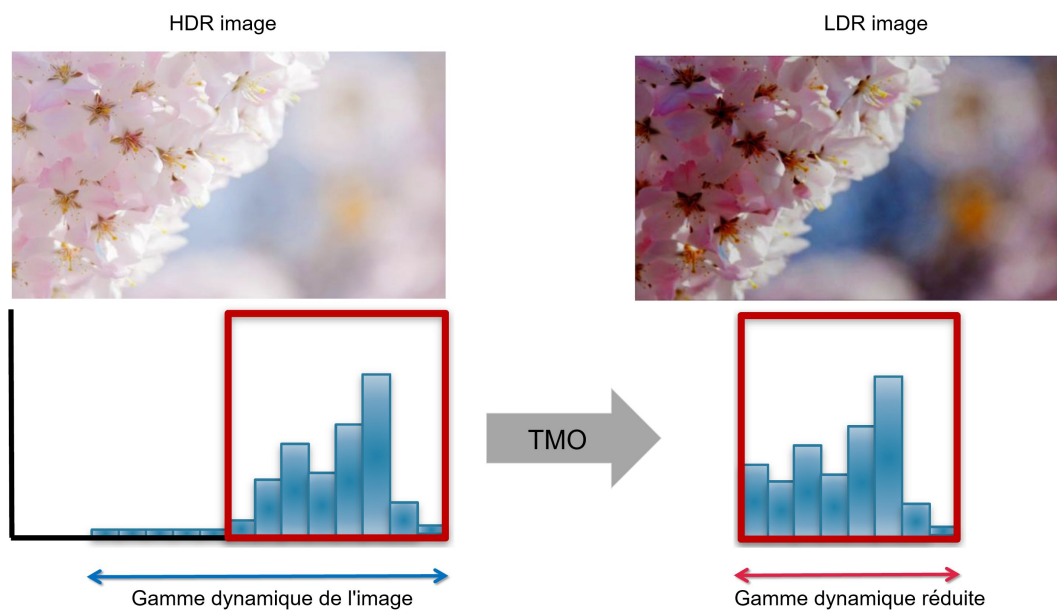 HDR image
LDR image
TMO
Gamme dynamique de l'image
Gamme dynamique réduite